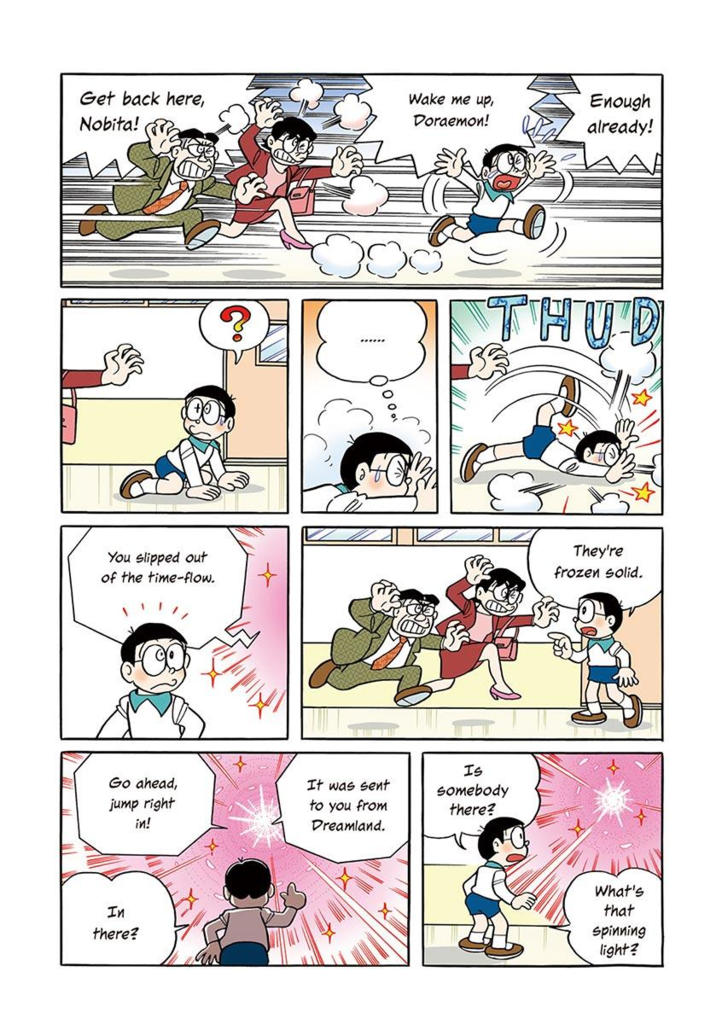 Enough
already!
Wake me up,
Doraemon!
Get back here,
Nobita!
THUD
......
?
They're
frozen solid.
You slipped out
of the time-flow.
Is
somebody
there?
What's
that
spinning
light?
It was sent
to you from
Dreamland.
Go ahead,
jump right
in!
In
there?